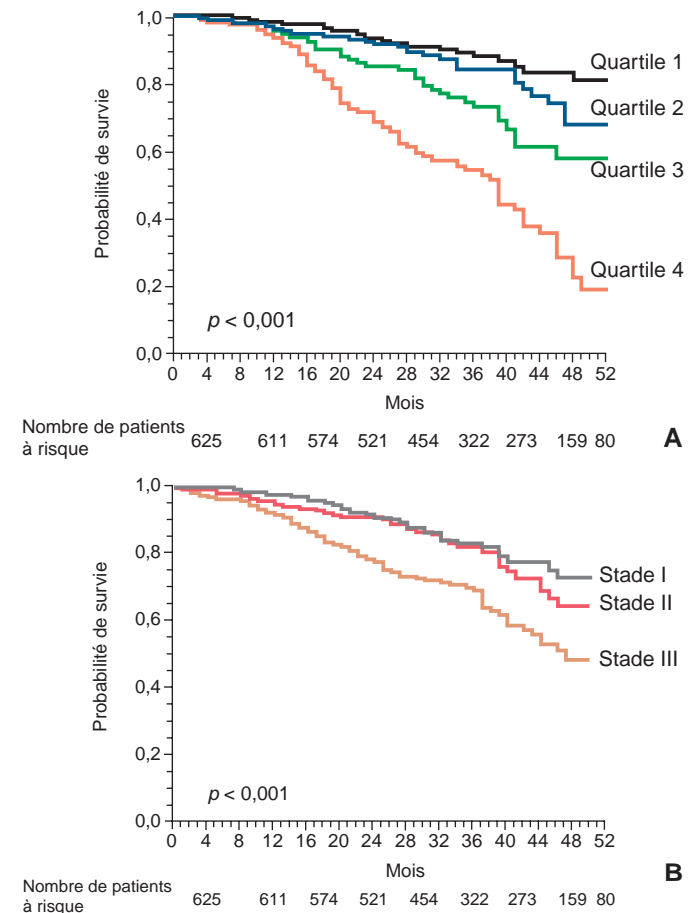 1,0
0,8
0,6
0,4
0,2
0,0
Probabilité de survie
Quartile 1
Quartile 2
Quartile 3
Quartile 4
p < 0,001
0 4 8 12 16 20 24 28 32 36 40 44 48 52
Mois
Nombre de patients
à risque
625 611 574 521 454 322 273 159 80
A
1,0
0,8
0,6
0,4
0,2
0,0
Probabilité de survie
Stade I
Stade II
Stade III
p < 0,001
0 4 8 12 16 20 24 28 32 36 40 44 48 52
Mois
B
Nombre de patients
à risque
625 611 574 521 454 322 273 159 80